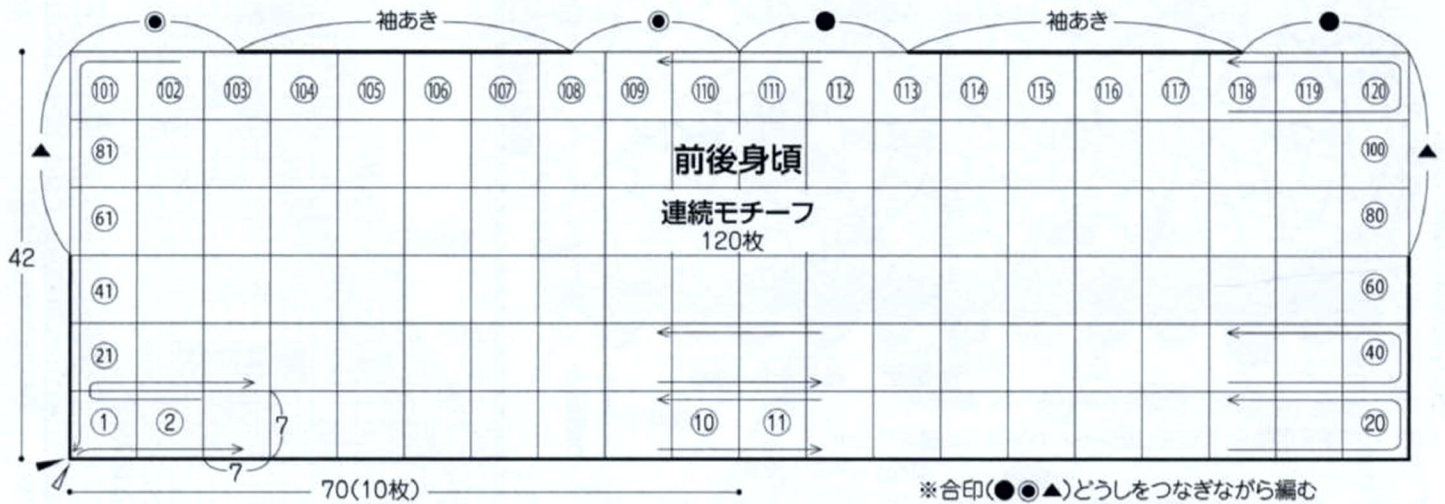 ◉ 袖あき ◉ ● 袖あき ●
⑩① ⑩② ⑩③ ⑩④ ⑩⑤ ⑩⑥ ⑩⑦ ⑩⑧ ⑩⑨ ⑪⓪ ⑪① ⑪② ⑪③ ⑪④ ⑪⑤ ⑪⑥ ⑪⑦ ⑪⑧ ⑪⑨ ⑫⓪
▲ 81 前後身頃 100 ▲
61 連続モチーフ 80
120枚
42 41 60
21 40
① ② 7 ⑩ ⑪ ⑳
7
70(10枚)
※合印(●◉▲)どうしをつなぎながら編む